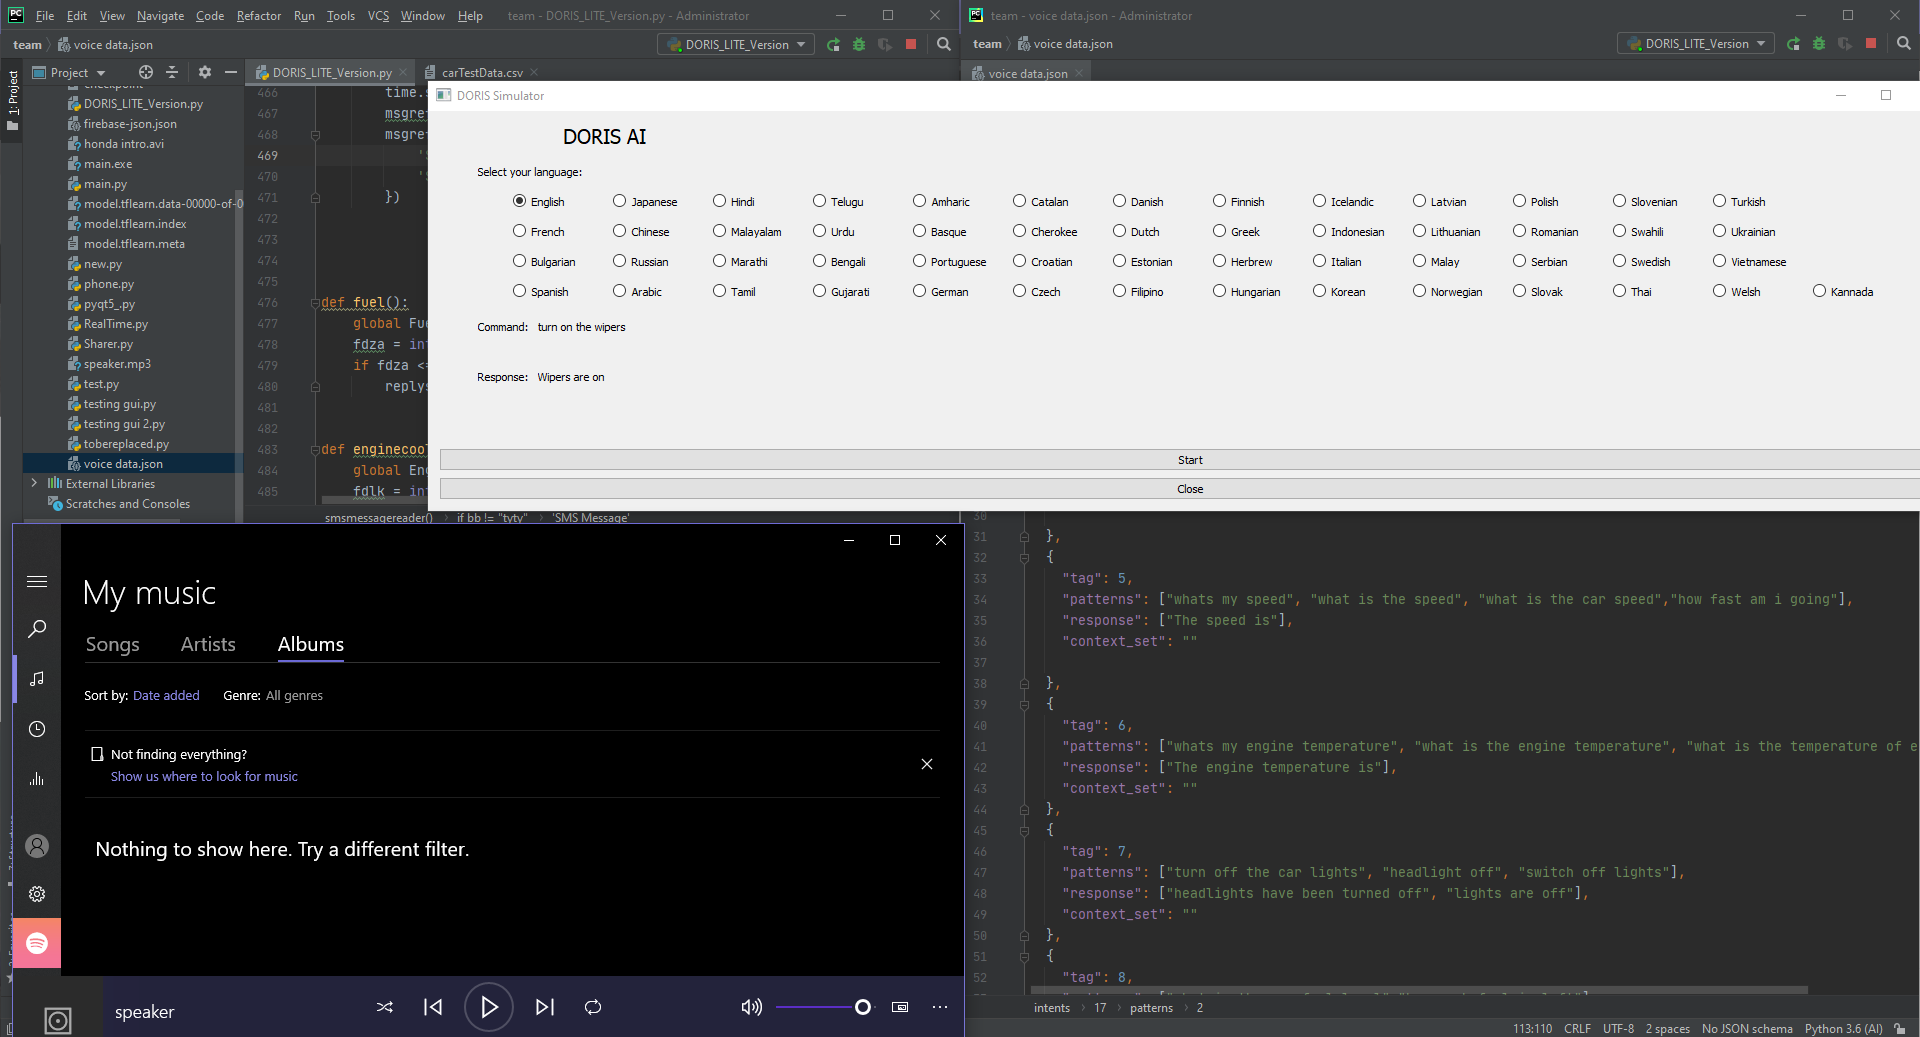 File Edit View Navigate Code Refactor Run Tools VCS Window Help team - DORIS_LITE_Version.py - Administrator
team voice data.json DORIS_LITE_Version
Project DORIS_LITE_Version.py carTestData.csv
1: Project
checkpoint
DORIS_LITE_Version.py
firebase-json.json
honda intro.avi
main.exe
main.py
model.tflearn.data-00000-of-0
model.tflearn.index
model.tflearn.meta
new.py
phone.py
pyqt5_.py
RealTime.py
Sharer.py
speaker.mp3
test.py
testing gui.py
testing gui 2.py
tobereplaced.py
voice data.json
External Libraries
Scratches and Consoles
466 time.s
467 msgre
468 msgre
469 'S
470 'S
471 })
472
473
474
475
476 def fuel():
477 global Fue
478 fdza = int
479 if fdza <=
480 replys
481
482
483 def enginecool
484 global Eng
485 fdlk = int
smsmessagereader() if bb != "tyty" 'SMS Message'
team - voice data.json - Administrator
team voice data.json DORIS_LITE_Version
voice data.json
DORIS Simulator
DORIS AI
Select your language:
English Japanese Hindi Telugu Amharic Catalan Danish Finnish Icelandic Latvian Polish Slovenian Turkish
French Chinese Malayalam Urdu Basque Cherokee Dutch Greek Indonesian Lithuanian Romanian Swahili Ukrainian
Bulgarian Russian Marathi Bengali Portuguese Croatian Estonian Herbrew Italian Malay Serbian Swedish Vietnamese
Spanish Arabic Tamil Gujarati German Czech Filipino Hungarian Korean Norwegian Slovak Thai Welsh Kannada
Command: turn on the wipers
Response: Wipers are on
Start
Close
My music
Songs Artists Albums
Sort by: Date added Genre: All genres
Not finding everything?
Show us where to look for music
Nothing to show here. Try a different filter.
speaker
30
31 },
32 {
33 "tag": 5,
34 "patterns": ["whats my speed", "what is the speed", "what is the car speed","how fast am i going"],
35 "response": ["The speed is"],
36 "context_set": ""
37
38 },
39 {
40 "tag": 6,
41 "patterns": ["whats my engine temperature", "what is the engine temperature", "what is the temperature of e
42 "response": ["The engine temperature is"],
43 "context_set": ""
44 },
45 {
46 "tag": 7,
47 "patterns": ["turn off the car lights", "headlight off", "switch off lights"],
48 "response": ["headlights have been turned off", "lights are off"],
49 "context_set": ""
50 },
51 {
52 "tag": 8,
intents 17 patterns 2
113:110 CRLF UTF-8 2 spaces No JSON schema Python 3.6 (AI)